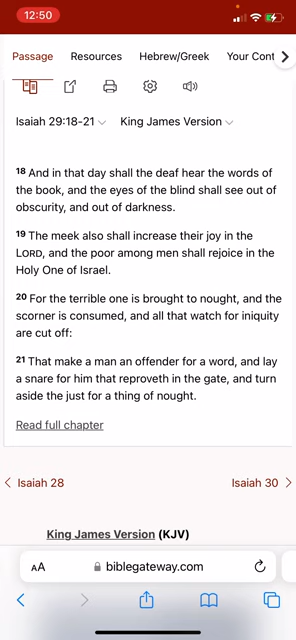 12:50
Passage Resources Hebrew/Greek Your Cont
Isaiah 29:18-21 King James Version
18 And in that day shall the deaf hear the words of
the book, and the eyes of the blind shall see out of
obscurity, and out of darkness.
19 The meek also shall increase their joy in the
LORD, and the poor among men shall rejoice in the
Holy One of Israel.
20 For the terrible one is brought to nought, and the
scorner is consumed, and all that watch for iniquity
are cut off:
21 That make a man an offender for a word, and lay
a snare for him that reproveth in the gate, and turn
aside the just for a thing of nought.
Read full chapter
Isaiah 28 Isaiah 30
King James Version (KJV)
AA biblegateway.com